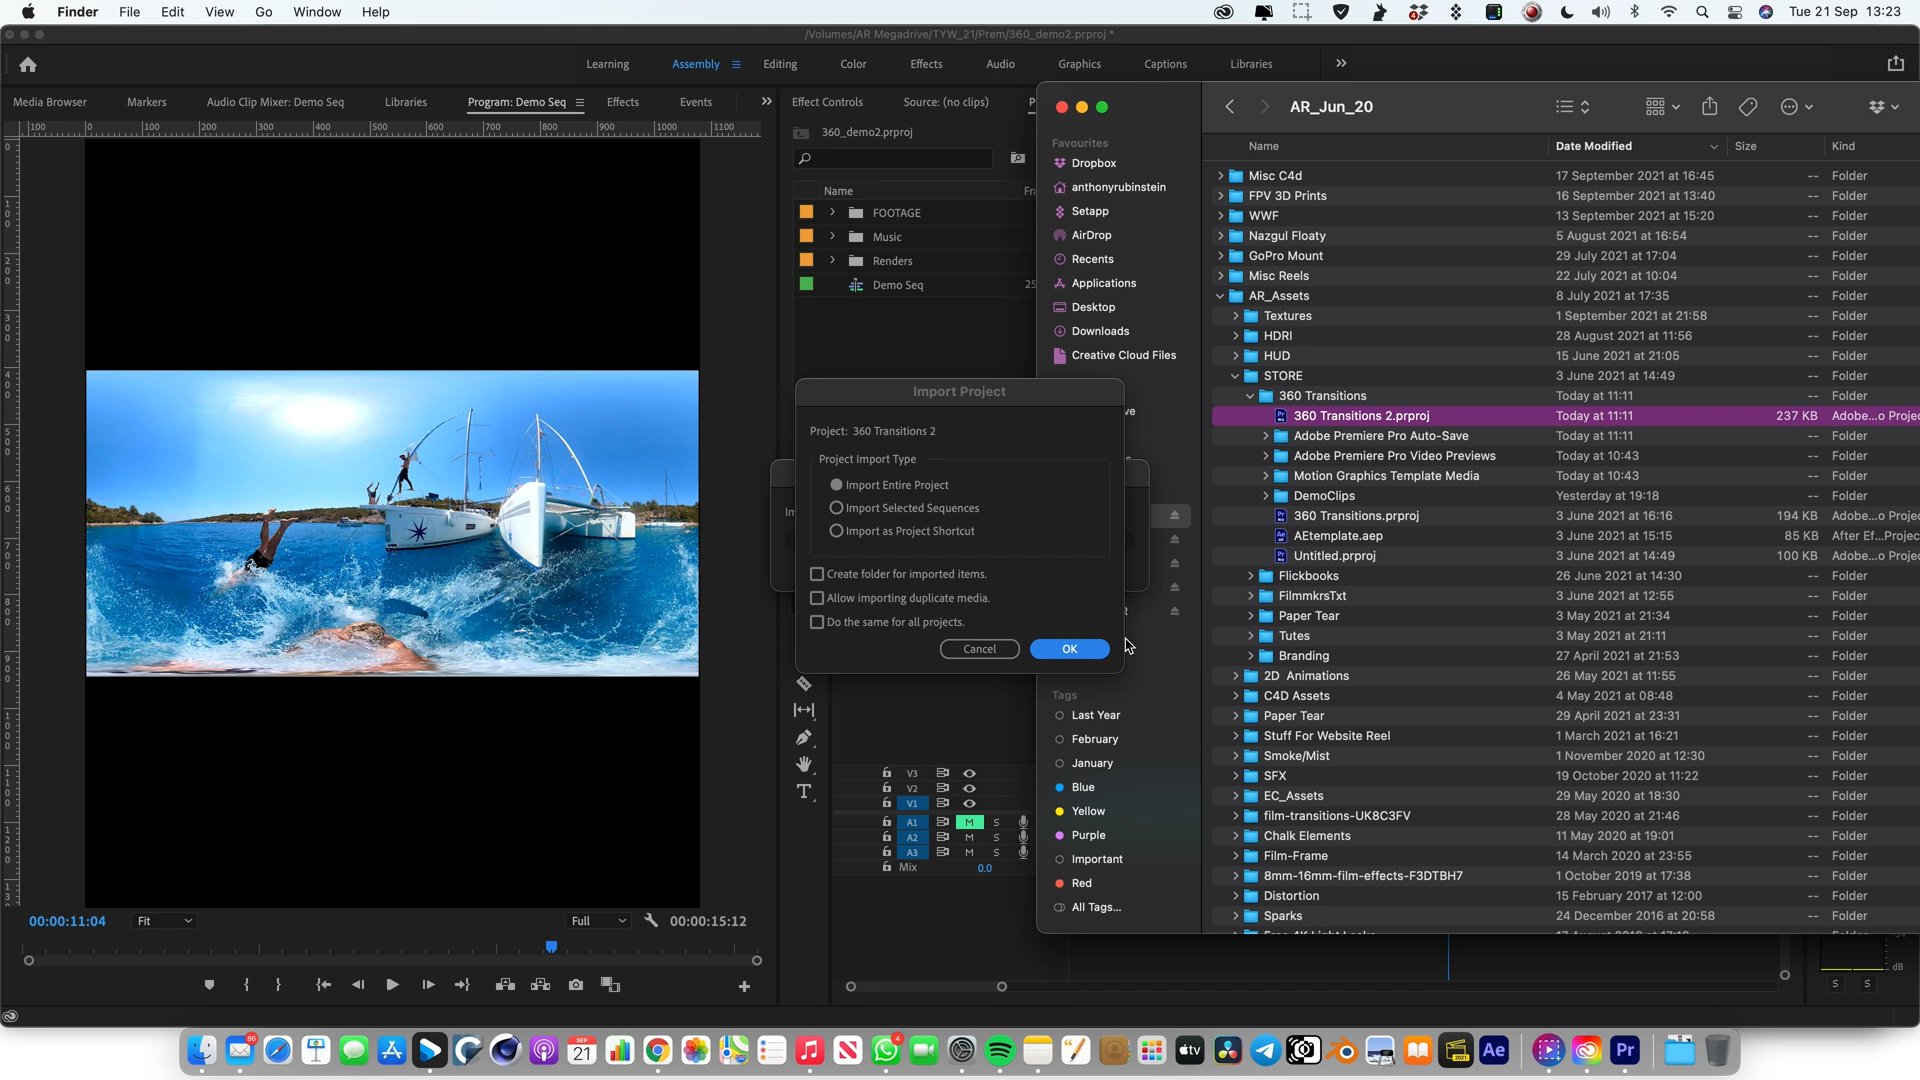 Finder File Edit View Go Window Help
Tue 21 Sep 13:23
/Volumes/AR Megadrive/TYW_21/Prem/360_demo2.prproj *
Learning Assembly Editing Color Effects Audio Graphics Captions Libraries
Media Browser Markers Audio Clip Mixer: Demo Seq Libraries Program: Demo Seq Effects Events
Effect Controls Source: (no clips)
360_demo2.prproj
Name
FOOTAGE
Music
Renders
Demo Seq
AR_Jun_20
Favourites
Dropbox
anthonyrubinstein
Setapp
AirDrop
Recents
Applications
Desktop
Downloads
Creative Cloud Files
Tags
Last Year
February
January
Blue
Yellow
Purple
Important
Red
All Tags...
Name Date Modified Size Kind
Misc C4d 17 September 2021 at 16:45 -- Folder
FPV 3D Prints 16 September 2021 at 13:40 -- Folder
WWF 13 September 2021 at 15:20 -- Folder
Nazgul Floaty 5 August 2021 at 16:54 -- Folder
GoPro Mount 29 July 2021 at 17:04 -- Folder
Misc Reels 22 July 2021 at 10:04 -- Folder
AR_Assets 8 July 2021 at 17:35 -- Folder
Textures 1 September 2021 at 21:58 -- Folder
HDRI 28 August 2021 at 11:56 -- Folder
HUD 15 June 2021 at 21:05 -- Folder
STORE 3 June 2021 at 14:49 -- Folder
360 Transitions Today at 11:11 -- Folder
360 Transitions 2.prproj Today at 11:11 237 KB Adobe...o Projec
Adobe Premiere Pro Auto-Save Today at 11:11 -- Folder
Adobe Premiere Pro Video Previews Today at 10:43 -- Folder
Motion Graphics Template Media Today at 10:43 -- Folder
DemoClips Yesterday at 19:18 -- Folder
360 Transitions.prproj 3 June 2021 at 16:16 194 KB Adobe...o Projec
AEtemplate.aep 3 June 2021 at 15:15 85 KB After Ef...Projec
Untitled.prproj 3 June 2021 at 14:49 100 KB Adobe...o Projec
Flickbooks 26 June 2021 at 14:30 -- Folder
FilmmkrsTxt 3 June 2021 at 12:55 -- Folder
Paper Tear 3 May 2021 at 21:34 -- Folder
Tutes 3 May 2021 at 21:11 -- Folder
Branding 27 April 2021 at 21:53 -- Folder
2D Animations 26 May 2021 at 11:55 -- Folder
C4D Assets 4 May 2021 at 08:48 -- Folder
Paper Tear 29 April 2021 at 23:31 -- Folder
Stuff For Website Reel 1 March 2021 at 16:21 -- Folder
Smoke/Mist 1 November 2020 at 12:30 -- Folder
SFX 19 October 2020 at 11:22 -- Folder
EC_Assets 29 May 2020 at 18:30 -- Folder
film-transitions-UK8C3FV 28 May 2020 at 21:46 -- Folder
Chalk Elements 11 May 2020 at 19:01 -- Folder
Film-Frame 14 March 2020 at 23:55 -- Folder
8mm-16mm-film-effects-F3DTBH7 1 October 2019 at 17:38 -- Folder
Distortion 15 February 2017 at 12:00 -- Folder
Sparks 24 December 2016 at 20:58 -- Folder
Import Project
Project: 360 Transitions 2
Project Import Type
Import Entire Project
Import Selected Sequences
Import as Project Shortcut
Create folder for imported items.
Allow importing duplicate media.
Do the same for all projects.
Cancel OK
V3
V2
V1
A1 M S
A2 M S
A3 M S
Mix 0.0
00:00:11:04 Fit Full 00:00:15:12
dB
S S